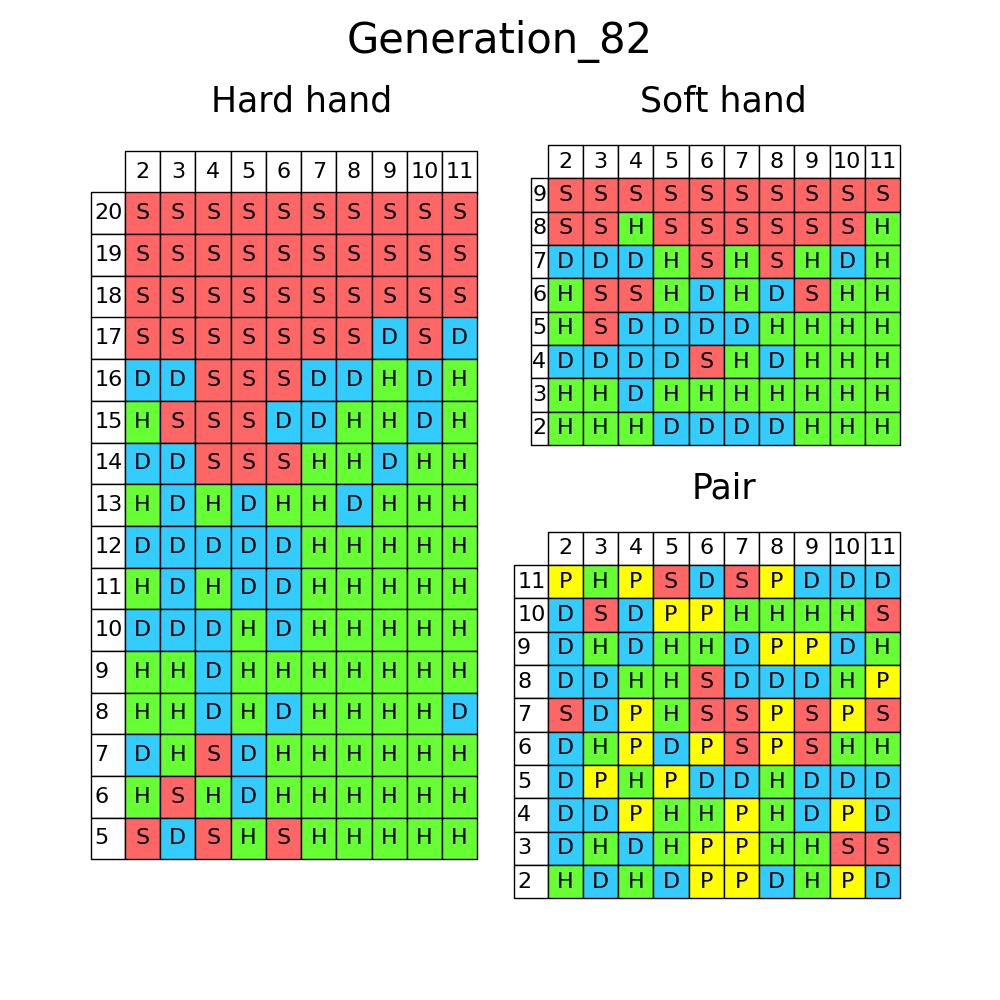 Generation_82
Hard hand
2 3 4 5 6 7 8 9 10 11
20 S S S S S S S S S S
19 S S S S S S S S S S
18 S S S S S S S S S S
17 S S S S S S S D S D
16 D D S S S D D H D H
15 H S S S D D H H D H
14 D D S S S H H D H H
13 H D H D H H D H H H
12 D D D D D H H H H H
11 H D H D D H H H H H
10 D D D H D H H H H H
9 H H D H H H H H H H
8 H H D H D H H H H D
7 D H S D H H H H H H
6 H S H D H H H H H H
5 S D S H S H H H H H
Soft hand
2 3 4 5 6 7 8 9 10 11
9 S S S S S S S S S S
8 S S H S S S S S S H
7 D D D H S H S H D H
6 H S S H D H D S H H
5 H S D D D D H H H H
4 D D D D S H D H H H
3 H H D H H H H H H H
2 H H H D D D D H H H
Pair
2 3 4 5 6 7 8 9 10 11
11 P H P S D S P D D D
10 D S D P P H H H H S
9 D H D H H D P P D H
8 D D H H S D D D H P
7 S D P H S S P S P S
6 D H P D P S P S H H
5 D P H P D D H D D D
4 D D P H H P H D P D
3 D H D H P P H H S S
2 H D H D P P D H P D